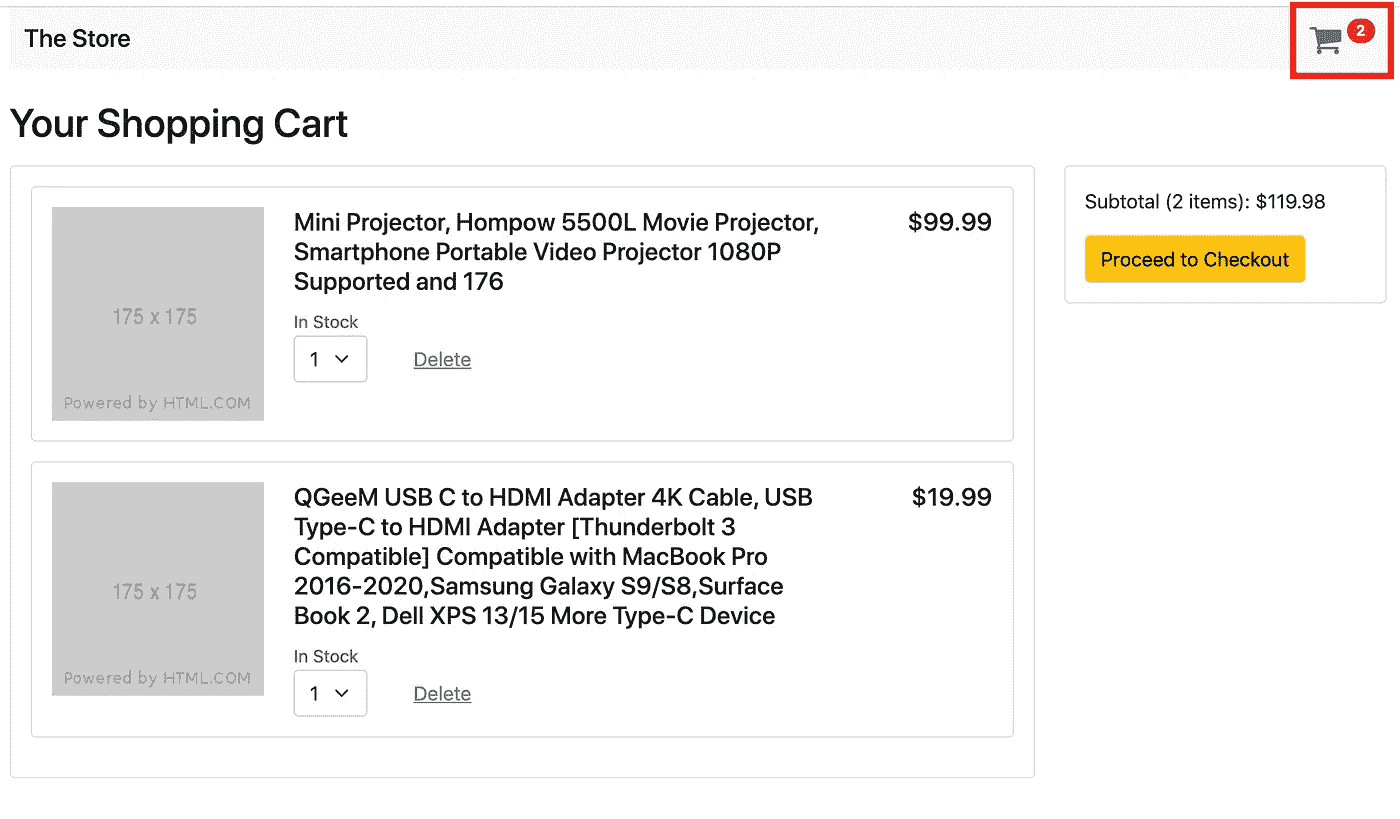 The Store
2
Your Shopping Cart
175 x 175
Powered by HTML.COM
Mini Projector, Hompow 5500L Movie Projector,
Smartphone Portable Video Projector 1080P
Supported and 176
$99.99
In Stock
1
Delete
175 x 175
Powered by HTML.COM
QGeeM USB C to HDMI Adapter 4K Cable, USB
Type-C to HDMI Adapter [Thunderbolt 3
Compatible] Compatible with MacBook Pro
2016-2020,Samsung Galaxy S9/S8,Surface
Book 2, Dell XPS 13/15 More Type-C Device
$19.99
In Stock
1
Delete
Subtotal (2 items): $119.98
Proceed to Checkout